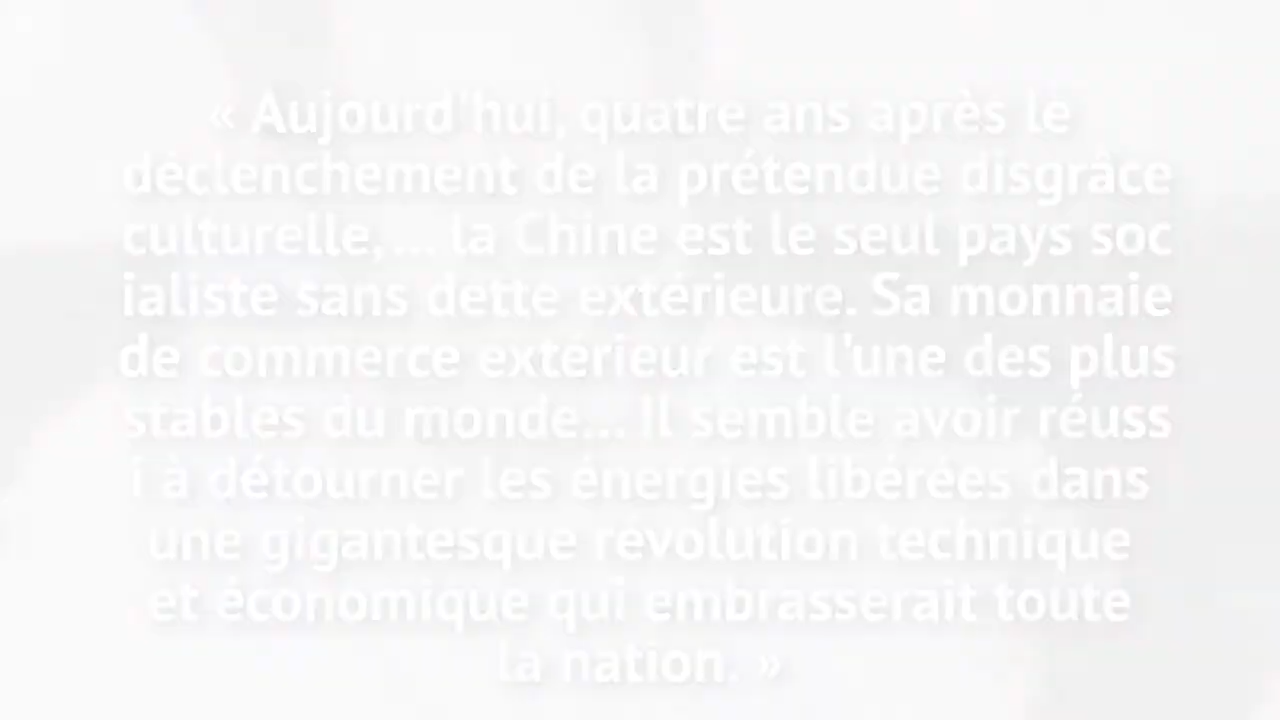 « Aujourd'hui, quatre ans après le
déclenchement de la prétendue disgrâce
culturelle,... la Chine est le seul pays soc
ialiste sans dette extérieure. Sa monnaie
de commerce extérieur est l'une des plus
stables du monde... Il semble avoir réuss
i à détourner les énergies libérées dans
une gigantesque révolution technique
et économique qui embrasserait toute
la nation. »